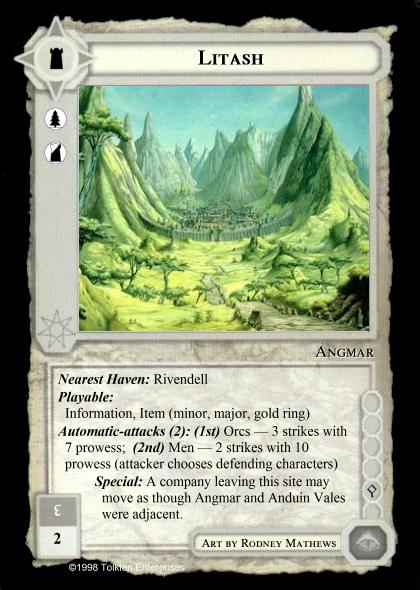 Litash
Angmar
Nearest Haven: Rivendell
Playable:
Information, Item (minor, major, gold ring)
Automatic-attacks (2): (1st) Orcs — 3 strikes with
7 prowess; (2nd) Men — 2 strikes with 10
prowess (attacker chooses defending characters)
Special: A company leaving this site may
move as though Angmar and Anduin Vales
were adjacent.
ε
2
Art by Rodney Mathews
©1998 Tolkien Enterprises